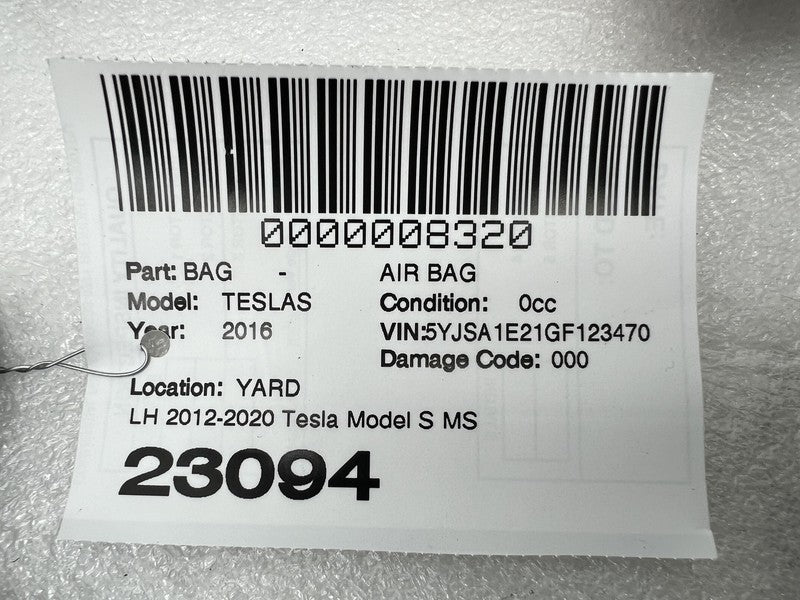 0000008320
Part: BAG - AIR BAG
Model: TESLAS Condition: 0cc
Year: 2016 VIN:5YJSA1E21GF123470
Damage Code: 000
Location: YARD
LH 2012-2020 Tesla Model S MS
23094